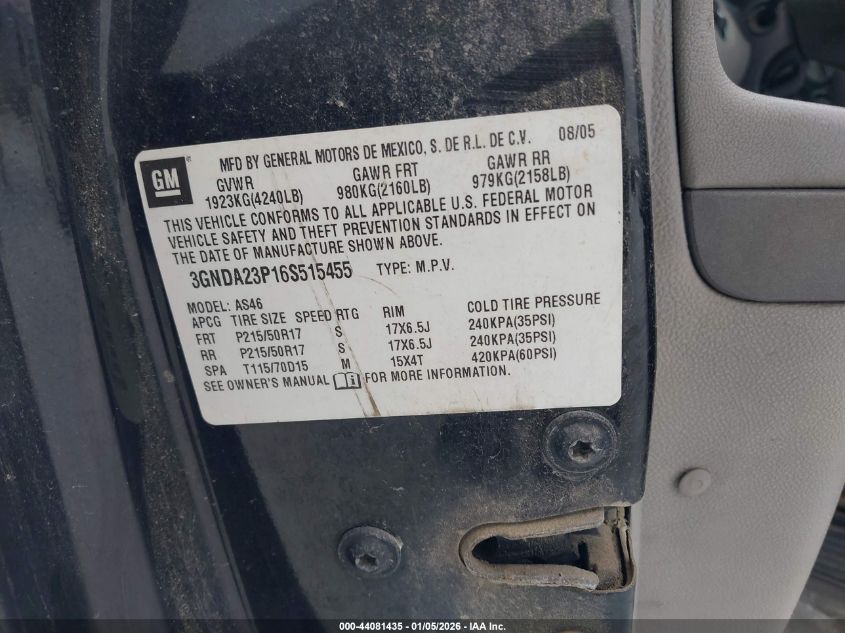 GM
MFD BY GENERAL MOTORS DE MEXICO, S. DE R.L. DE C.V. 08/05
GVWR GAWR FRT GAWR RR
1923KG(4240LB) 980KG(2160LB) 979KG(2158LB)
THIS VEHICLE CONFORMS TO ALL APPLICABLE U.S. FEDERAL MOTOR
VEHICLE SAFETY AND THEFT PREVENTION STANDARDS IN EFFECT ON
THE DATE OF MANUFACTURE SHOWN ABOVE.
3GNDA23P16S515455 TYPE: M.P.V.
MODEL: AS46
APCG TIRE SIZE SPEED RTG RIM COLD TIRE PRESSURE
FRT P215/50R17 S 17X6.5J 240KPA(35PSI)
RR P215/50R17 S 17X6.5J 240KPA(35PSI)
SPA T115/70D15 M 15X4T 420KPA(60PSI)
SEE OWNER'S MANUAL FOR MORE INFORMATION.
000-44081435 - 01/05/2026 - IAA Inc.